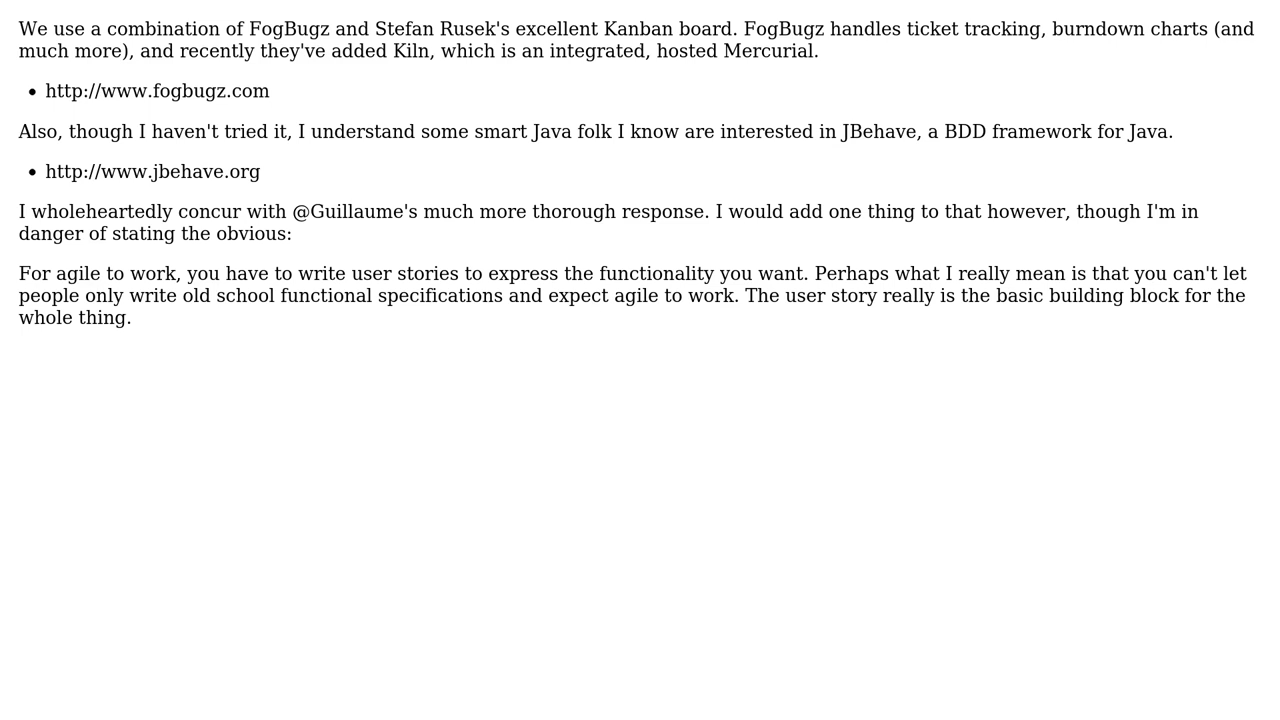 We use a combination of FogBugz and Stefan Rusek's excellent Kanban board. FogBugz handles ticket tracking, burndown charts (and
much more), and recently they've added Kiln, which is an integrated, hosted Mercurial.
• http://www.fogbugz.com
Also, though I haven't tried it, I understand some smart Java folk I know are interested in JBehave, a BDD framework for Java.
• http://www.jbehave.org
I wholeheartedly concur with @Guillaume's much more thorough response. I would add one thing to that however, though I'm in
danger of stating the obvious:
For agile to work, you have to write user stories to express the functionality you want. Perhaps what I really mean is that you can't let
people only write old school functional specifications and expect agile to work. The user story really is the basic building block for the
whole thing.